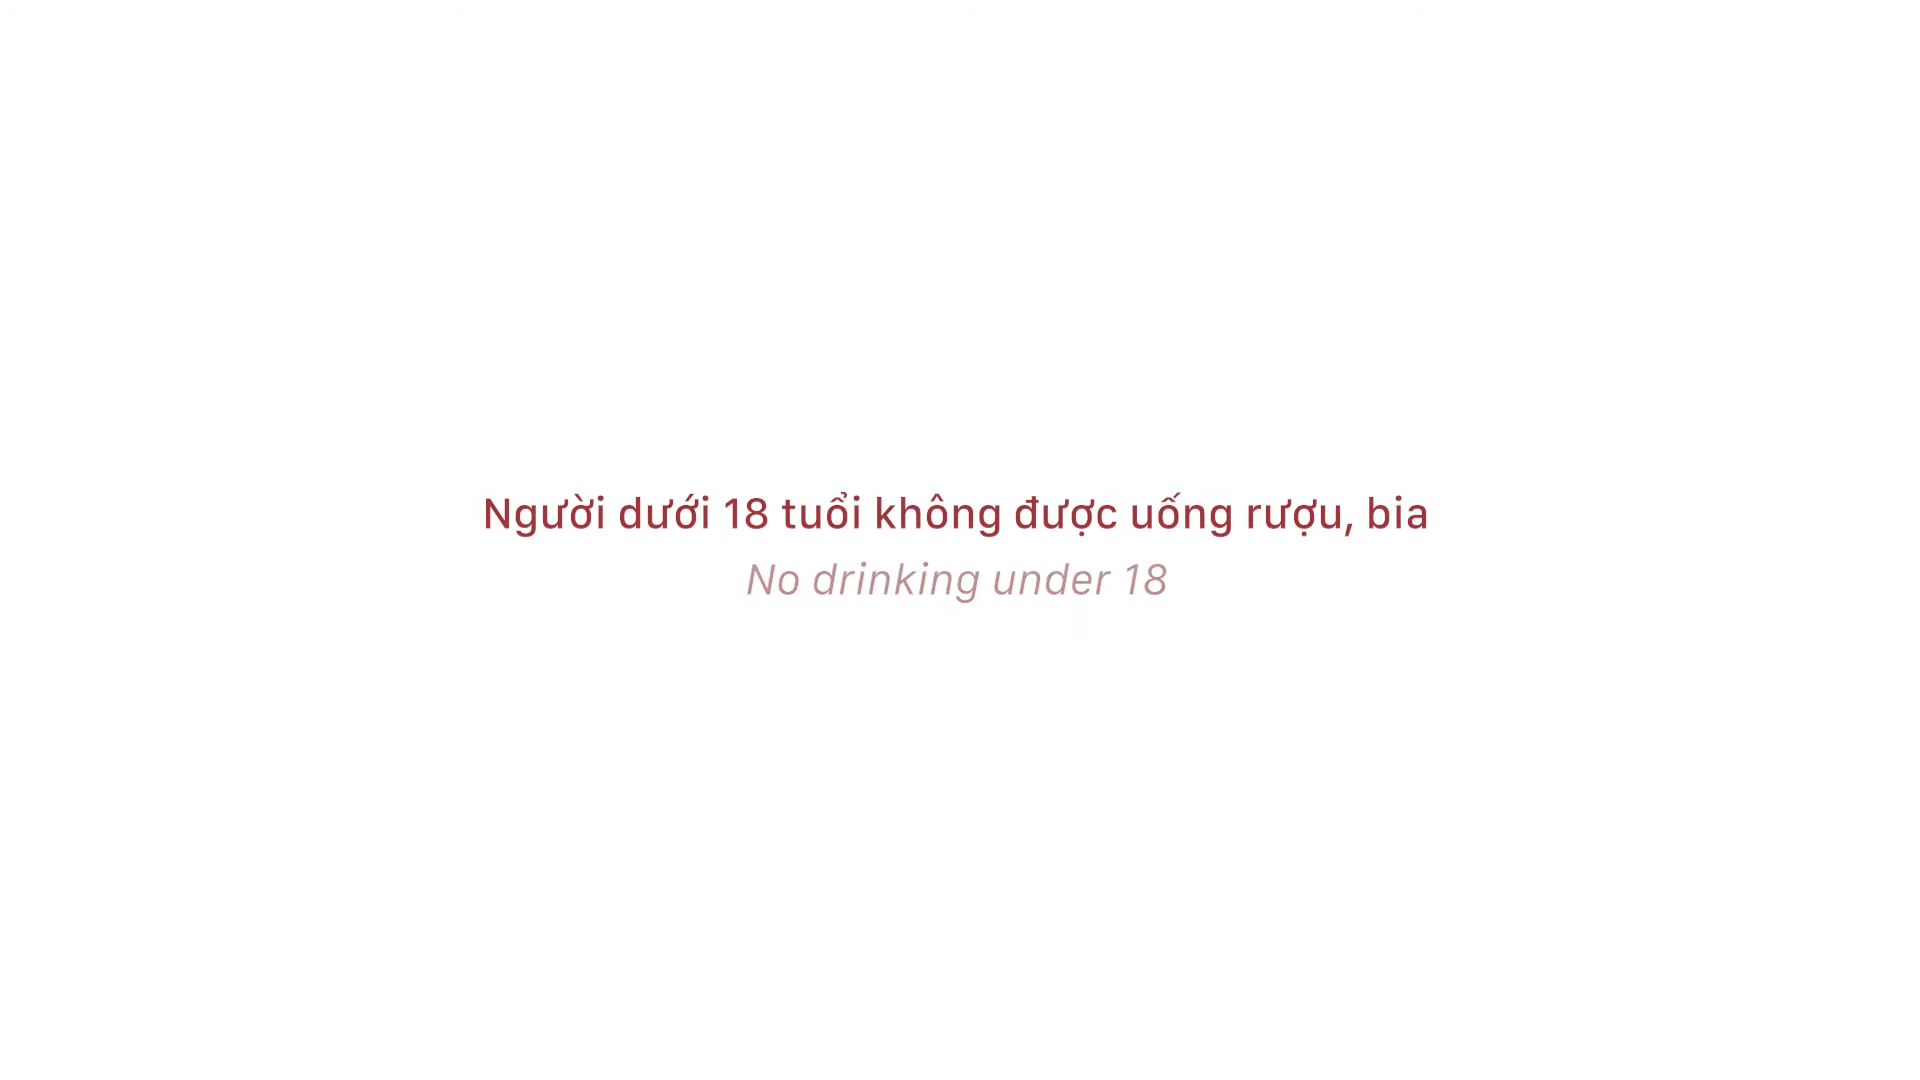 Người dưới 18 tuổi không được uống rượu, bia
No drinking under 18